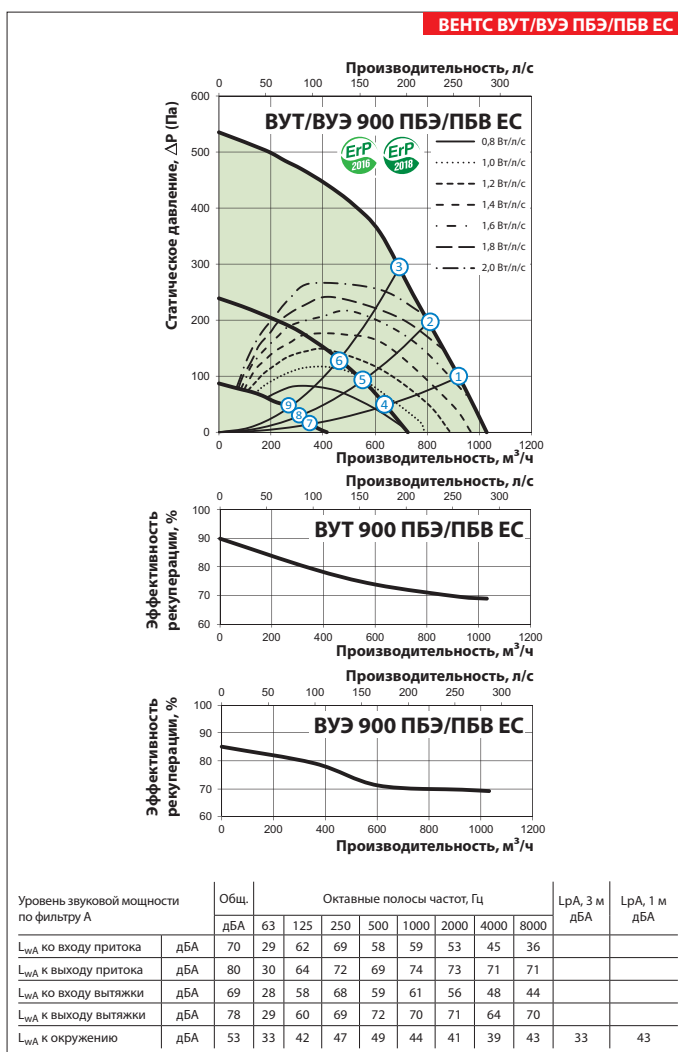 ВЕНТС ВУТ/ВУЭ ПБЭ/ПБВ ЕС
Производительность, л/с
0 50 100 150 200 250 300
Статическое давление, △P (Па)
600
500
400
300
200
100
0
ВУТ/ВУЭ 900 ПБЭ/ПБВ ЕС
ErP 2016
ErP 2018
0,8 Вт/л/с
1,0 Вт/л/с
1,2 Вт/л/с
1,4 Вт/л/с
1,6 Вт/л/с
1,8 Вт/л/с
2,0 Вт/л/с
3
2
1
6
5
4
9
8
7
0 200 400 600 800 1000 1200
Производительность, м³/ч
Производительность, л/с
0 50 100 150 200 250 300
Эффективность
рекуперации, %
100
90
80
70
60
ВУТ 900 ПБЭ/ПБВ ЕС
0 200 400 600 800 1000 1200
Производительность, м³/ч
Производительность, л/с
0 50 100 150 200 250 300
Эффективность
рекуперации, %
100
90
80
70
60
ВУЭ 900 ПБЭ/ПБВ ЕС
0 200 400 600 800 1000 1200
Производительность, м³/ч
Уровень звуковой мощности по фильтру А Общ. Октавные полосы частот, Гц LpA, 3 м дБА LpA, 1 м дБА
дБА 63 125 250 500 1000 2000 4000 8000
LwA ко входу притока дБА 70 29 62 69 58 59 53 45 36
LwA к выходу притока дБА 80 30 64 72 69 74 73 71 71
LwA ко входу вытяжки дБА 69 28 58 68 59 61 56 48 44
LwA к выходу вытяжки дБА 78 29 60 69 72 70 71 64 70
LwA к окружению дБА 53 33 42 47 49 44 41 39 43 33 43